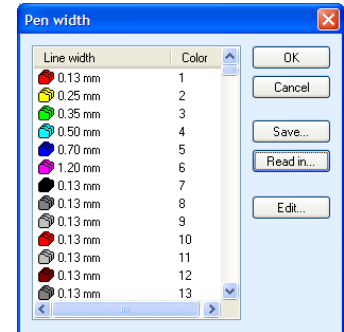 Pen width
Line width Color
0.13 mm 1
0.25 mm 2
0.35 mm 3
0.50 mm 4
0.70 mm 5
1.20 mm 6
0.13 mm 7
0.13 mm 8
0.13 mm 9
0.13 mm 10
0.13 mm 11
0.13 mm 12
0.13 mm 13
OK
Cancel
Save...
Read in...
Edit...